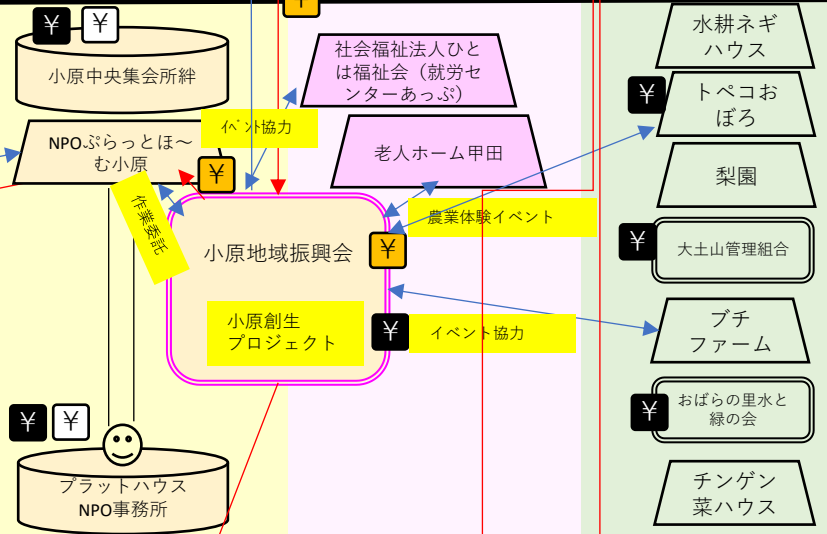 ¥
¥ ¥
小原中央集会所絆
NPOぷらっとほ〜
む小原
¥
作業委託
イベント協力
社会福祉法人ひと
は福祉会（就労セ
ンターあっぷ）
老人ホーム甲田
農業体験イベント
小原地域振興会
¥
小原創生
プロジェクト
¥
イベント協力
¥ ¥
プラットハウス
NPO事務所
水耕ネギ
ハウス
¥
トペコお
ぼろ
梨園
¥
大土山管理組合
ブチ
ファーム
¥
おばらの里水と
緑の会
チンゲン
菜ハウス